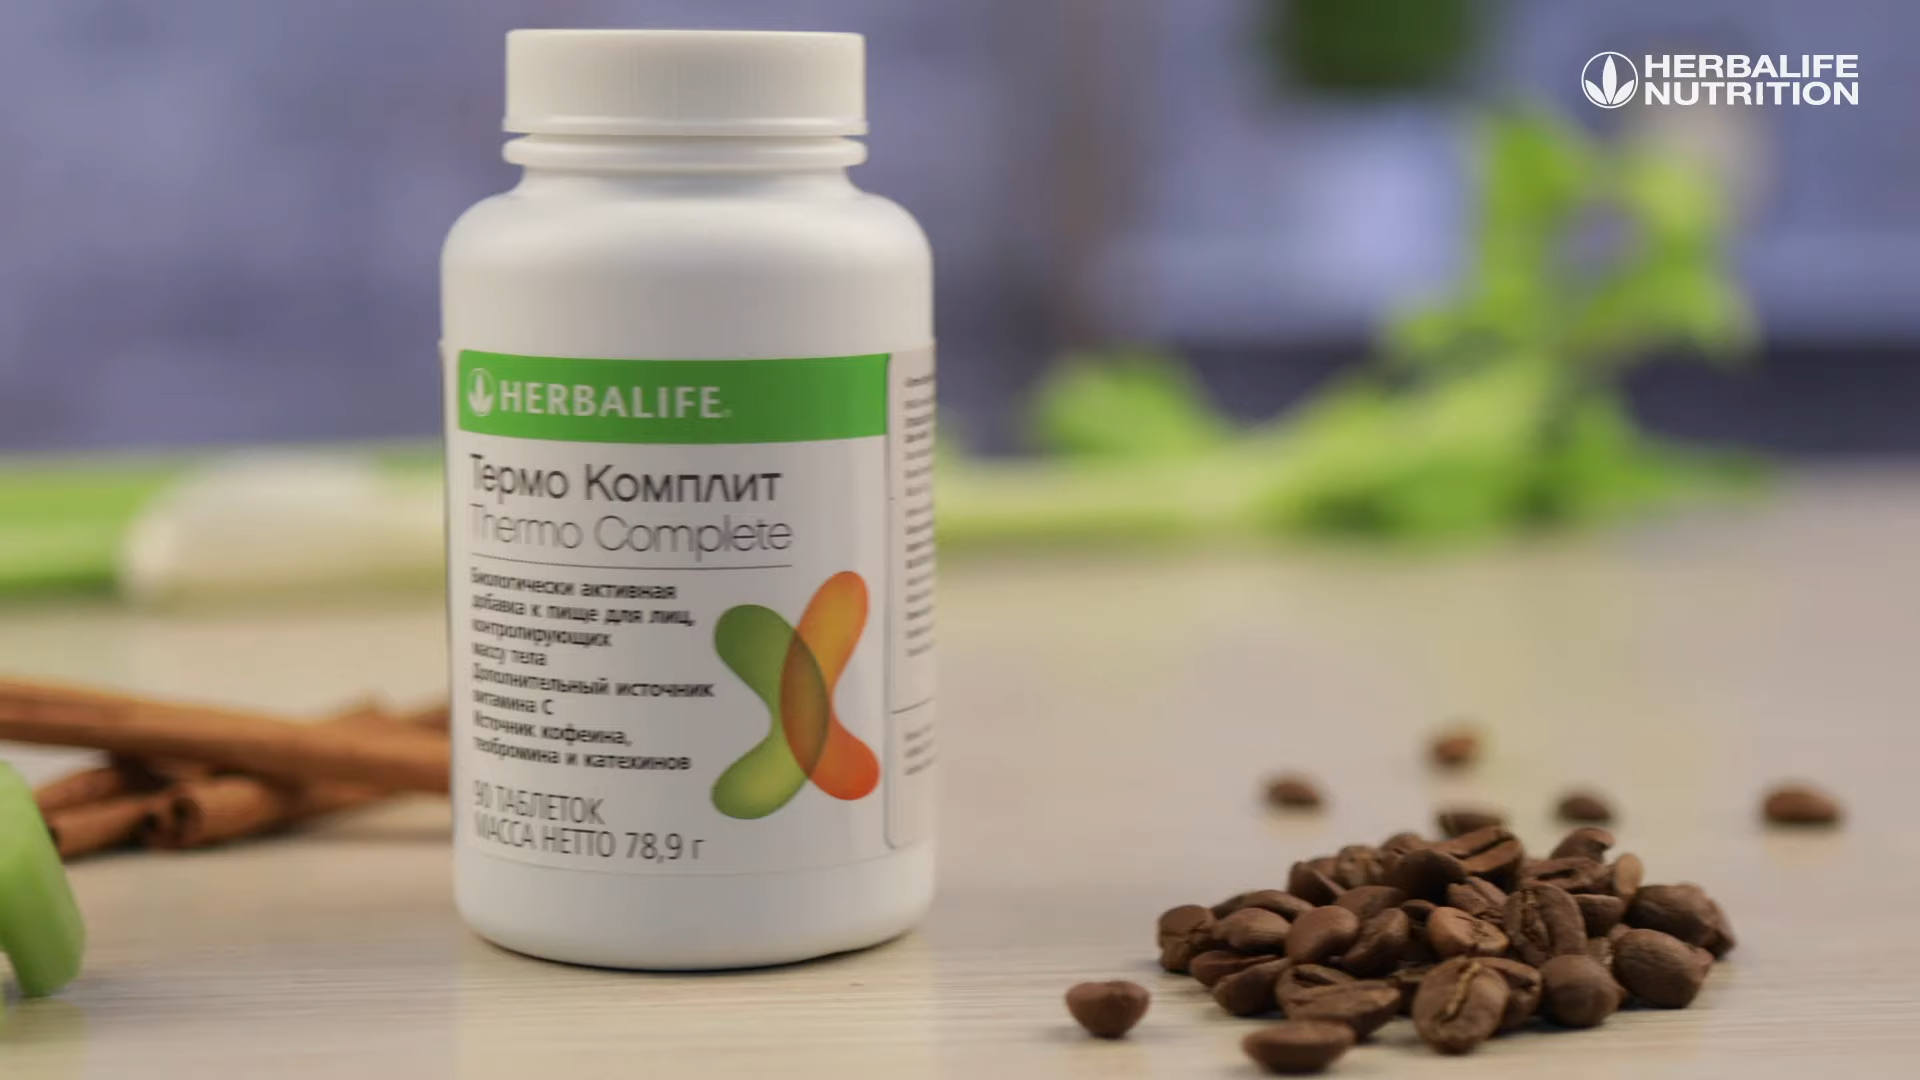 HERBALIFE
NUTRITION
HERBALIFE
Термо Комплит
Thermo Complete
Биологически активная
добавка к пище для лиц,
контролирующих
массу тела
Дополнительный источник
витамина С
Источник кофеина,
теобромина и катехинов
90 ТАБЛЕТОК
МАССА НЕТТО 78,9 г